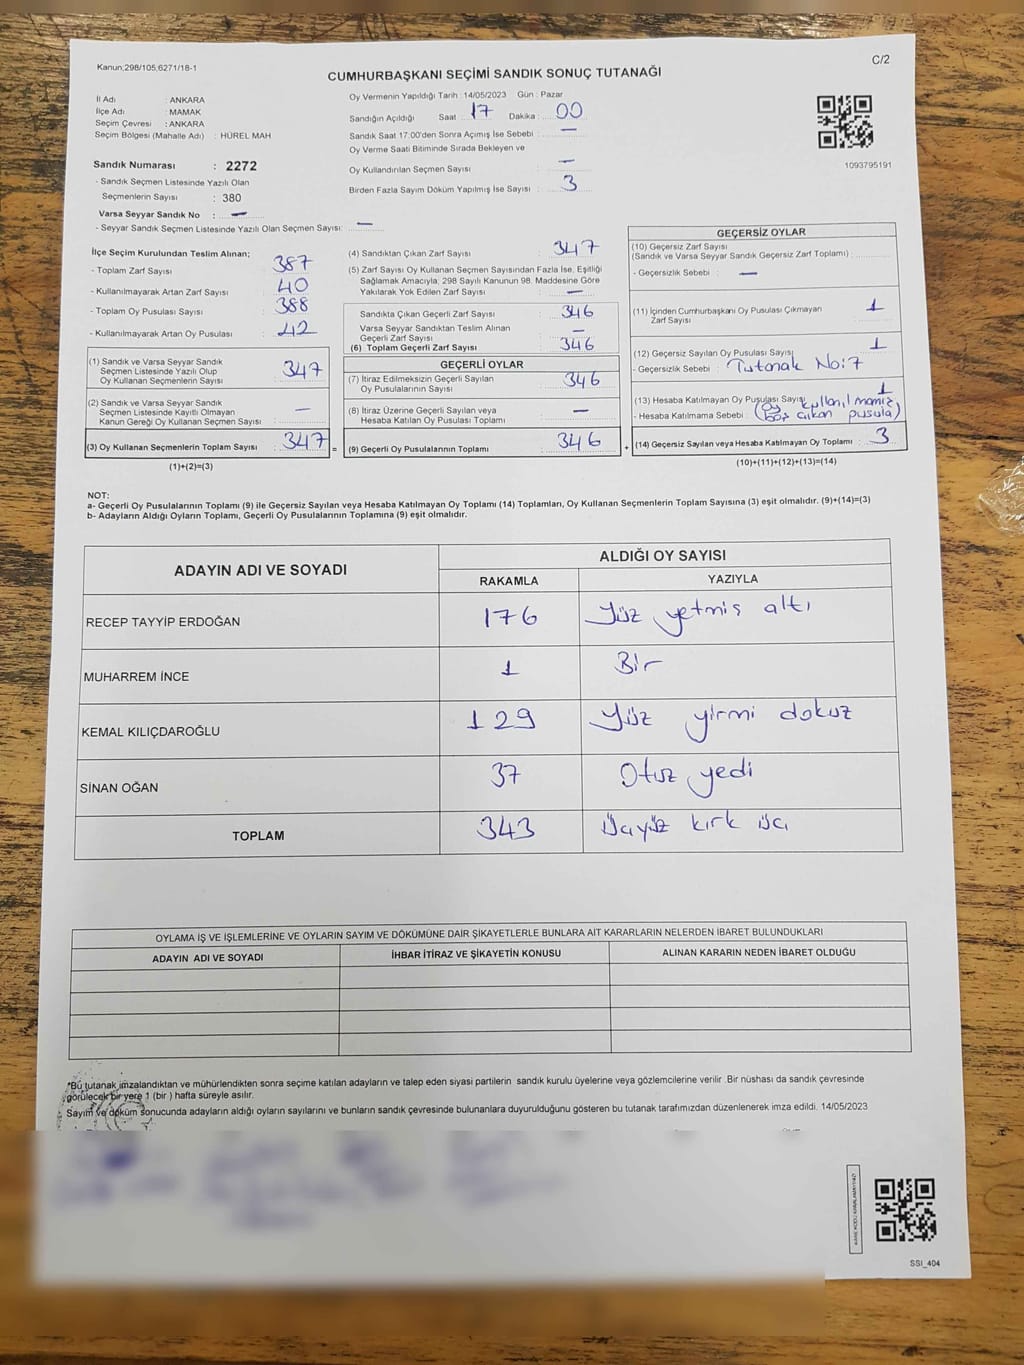 Kanun;298/105;6271/18-1
C/2
CUMHURBAŞKANI SEÇİMİ SANDIK SONUÇ TUTANAĞI
İl Adı : ANKARA
İlçe Adı : MAMAK
Seçim Çevresi : ANKARA
Seçim Bölgesi (Mahalle Adı) : HÜREL MAH
Sandık Numarası : 2272
- Sandık Seçmen Listesinde Yazılı Olan
Seçmenlerin Sayısı : 380
Varsa Seyyar Sandık No : —
- Seyyar Sandık Seçmen Listesinde Yazılı Olan Seçmen Sayısı: —
Oy Vermenin Yapıldığı Tarih :14/05/2023 Gün : Pazar
Sandığın Açıldığı Saat : 17 Dakika : 00
Sandık Saat 17:00'den Sonra Açımış İse Sebebi : —
Oy Verme Saati Bitiminde Sırada Bekleyen ve
Oy Kullandırılan Seçmen Sayısı : —
Birden Fazla Sayım Döküm Yapılmış İse Sayısı : 3
1093795191
İlçe Seçim Kurulundan Teslim Alınan;
- Toplam Zarf Sayısı : 387
- Kullanılmayarak Artan Zarf Sayısı : 40
- Toplam Oy Pusulası Sayısı : 388
- Kullanılmayarak Artan Oy Pusulası : 42
(1) Sandık ve Varsa Seyyar Sandık
Seçmen Listesinde Yazılı Olup
Oy Kullanan Seçmenlerin Sayısı : 347
(2) Sandık ve Varsa Seyyar Sandık
Seçmen Listesinde Kayıtlı Olmayan
Kanun Gereği Oy Kullanan Seçmen Sayısı : —
(3) Oy Kullanan Seçmenlerin Toplam Sayısı : 347
(1)+(2)=(3)
(4) Sandıktan Çıkan Zarf Sayısı : 347
(5) Zarf Sayısı Oy Kullanan Seçmen Sayısından Fazla İse, Eşitliği
Sağlamak Amacıyla; 298 Sayılı Kanunun 98. Maddesine Göre
Yakılarak Yok Edilen Zarf Sayısı : —
Sandıkta Çıkan Geçerli Zarf Sayısı : 346
Varsa Seyyar Sandıktan Teslim Alınan
Geçerli Zarf Sayısı : —
(6) Toplam Geçerli Zarf Sayısı : 346
GEÇERLİ OYLAR
(7) İtiraz Edilmeksizin Geçerli Sayılan
Oy Pusulalarının Sayısı : 346
(8) İtiraz Üzerine Geçerli Sayılan veya
Hesaba Katılan Oy Pusulası Toplamı : —
= (9) Geçerli Oy Pusulalarının Toplamı : 346
GEÇERSİZ OYLAR
(10) Geçersiz Zarf Sayısı
(Sandık ve Varsa Seyyar Sandık Geçersiz Zarf Toplamı) :
- Geçersizlik Sebebi : —
(11) İçinden Cumhurbaşkanı Oy Pusulası Çıkmayan
Zarf Sayısı : 1
(12) Geçersiz Sayılan Oy Pusulası Sayısı : 1
- Geçersizlik Sebebi : Tutanak No:7
(13) Hesaba Katılmayan Oy Pusulası Sayısı : 1
- Hesaba Katılmama Sebebi : (Oy kullanılmamış,
boş çıkan pusula)
+ (14) Geçersiz Sayılan veya Hesaba Katılmayan Oy Toplamı : 3
(10)+(11)+(12)+(13)=(14)
NOT:
a- Geçerli Oy Pusulalarının Toplamı (9) ile Geçersiz Sayılan veya Hesaba Katılmayan Oy Toplamı (14) Toplamları, Oy Kullanan Seçmenlerin Toplam Sayısına (3) eşit olmalıdır. (9)+(14)=(3)
b- Adayların Aldığı Oyların Toplamı, Geçerli Oy Pusulalarının Toplamına (9) eşit olmalıdır.
ADAYIN ADI VE SOYADI
ALDIĞI OY SAYISI
RAKAMLA YAZIYLA
RECEP TAYYİP ERDOĞAN 176 Yüz yetmiş altı
MUHARREM İNCE 1 Bir
KEMAL KILIÇDAROĞLU 129 Yüz yirmi dokuz
SİNAN OĞAN 37 Otuz yedi
TOPLAM 343 Üçyüz kırk üç
OYLAMA İŞ VE İŞLEMLERİNE VE OYLARIN SAYIM VE DÖKÜMÜNE DAİR ŞİKAYETLERLE BUNLARA AİT KARARLARIN NELERDEN İBARET BULUNDUKLARI
ADAYIN ADI VE SOYADI İHBAR İTİRAZ VE ŞİKAYETİN KONUSU ALINAN KARARIN NEDEN İBARET OLDUĞU
*Bu tutanak imzalandıktan ve mühürlendikten sonra seçime katılan adayların ve talep eden siyasi partilerin sandık kurulu üyelerine veya gözlemcilerine verilir .Bir nüshası da sandık çevresinde
görülecek bir yere 1 (bir ) hafta süreyle asılır.
Sayım ve döküm sonucunda adayların aldığı oyların sayılarını ve bunların sandık çevresinde bulunanlara duyurulduğunu gösteren bu tutanak tarafımızdan düzenlenerek imza edildi. 14/05/2023
SSI_404